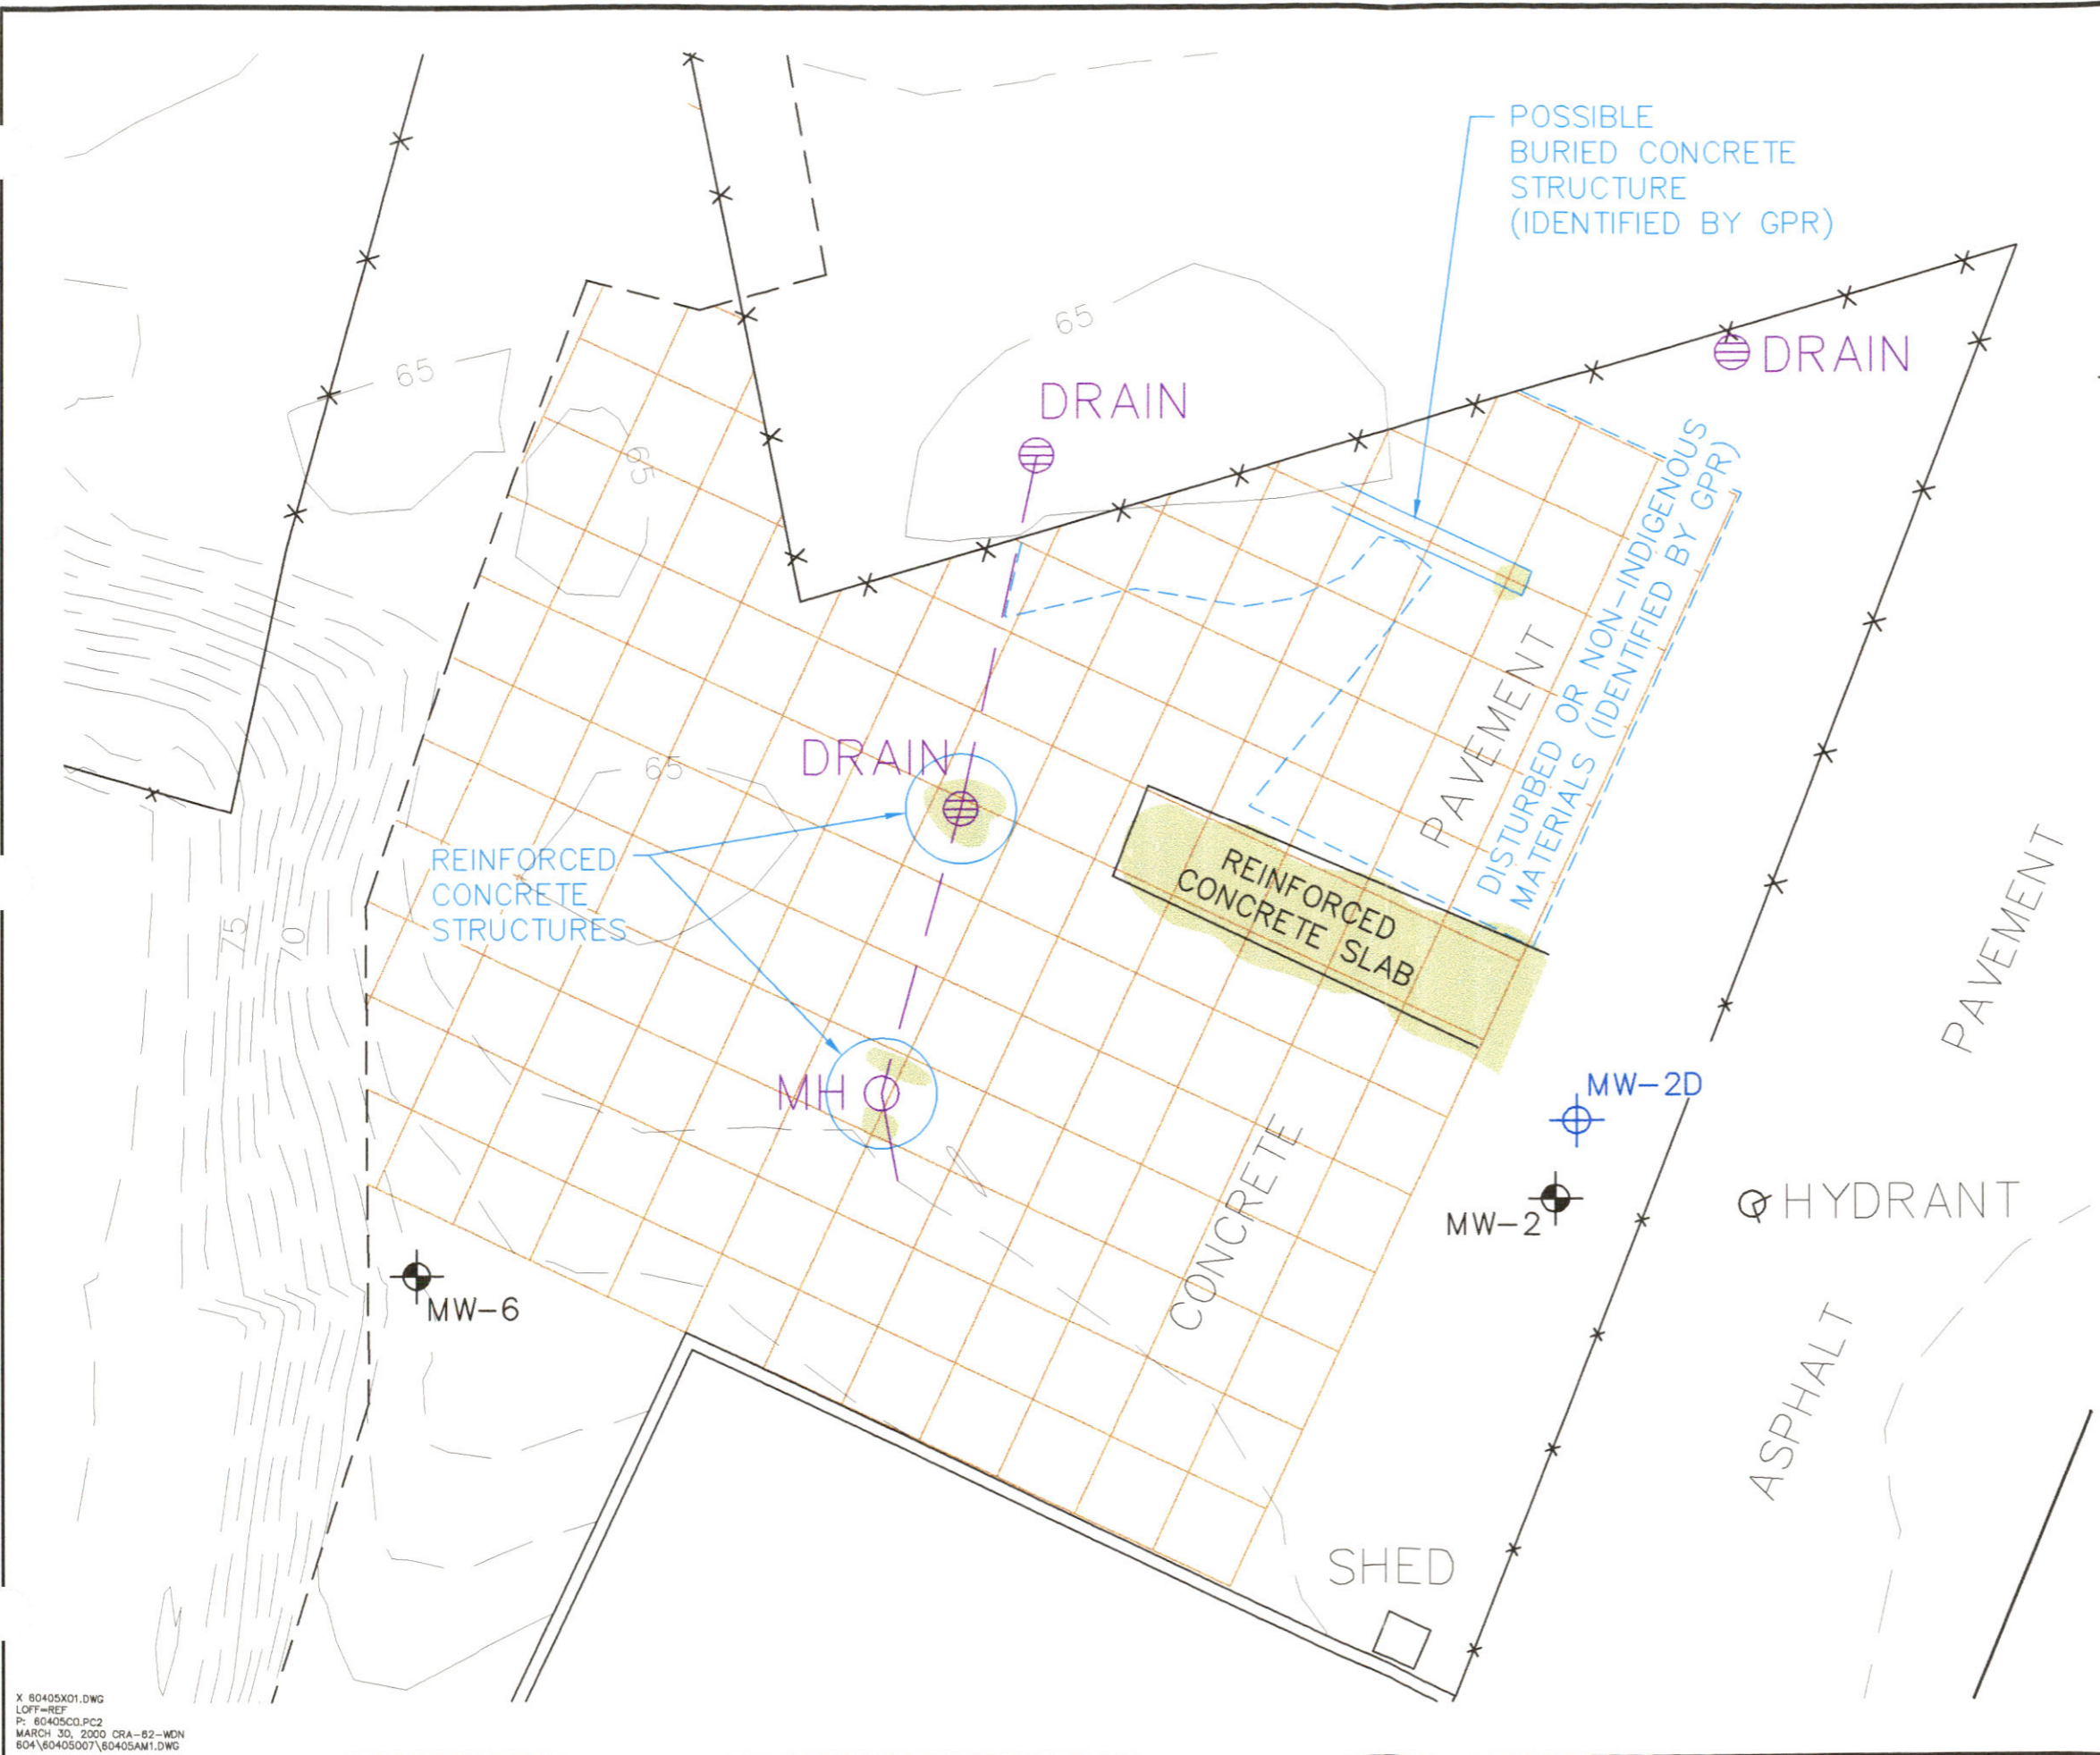 POSSIBLE
BURIED CONCRETE
STRUCTURE
(IDENTIFIED BY GPR)
65
DRAIN
65
DRAIN
65
DISTURBED OR NON-INDIGENOUS
MATERIALS (IDENTIFIED BY GPR)
PAVEMENT
DRAIN
65
REINFORCED
CONCRETE
STRUCTURES
REINFORCED
CONCRETE SLAB
75
70
PAVEMENT
MH
MW-2D
MW-2
HYDRANT
CONCRETE
MW-6
ASPHALT
SHED
X 60405X01.DWG
LOFF=REF
P: 60405C0.PC2
MARCH 30, 2000 CRA-62-WDN
604\60405007\60405AM1.DWG